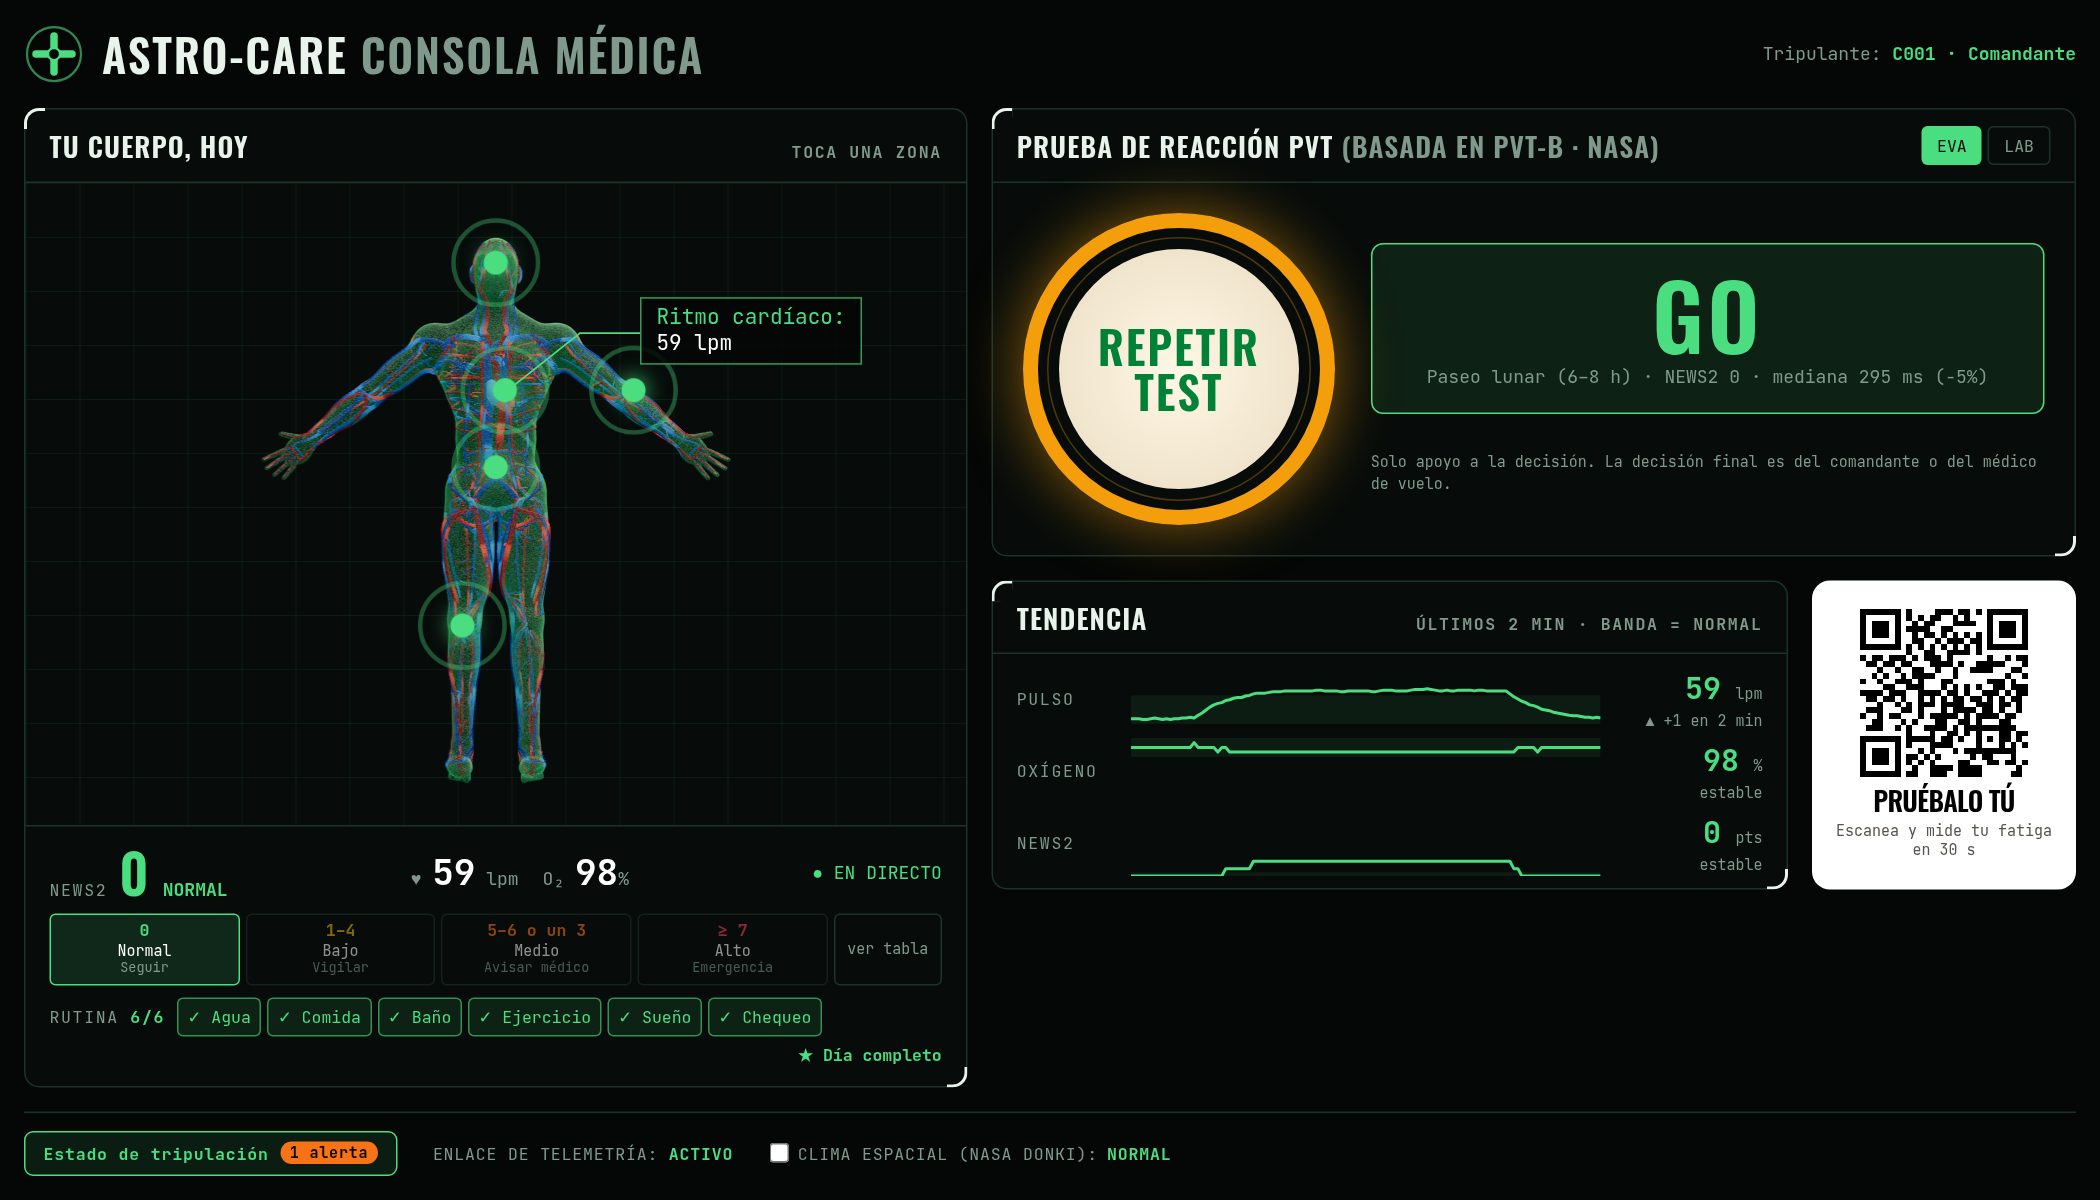 ASTRO-CARE CONSOLA MÉDICA
Tripulante: C001 · Comandante
TU CUERPO, HOY
TOCA UNA ZONA
Ritmo cardíaco:
59 lpm
NEWS2 0 NORMAL
♥ 59 lpm O₂ 98%
● EN DIRECTO
0
Normal
Seguir
1–4
Bajo
Vigilar
5–6 o un 3
Medio
Avisar médico
≥ 7
Alto
Emergencia
ver tabla
RUTINA 6/6 ✓ Agua ✓ Comida ✓ Baño ✓ Ejercicio ✓ Sueño ✓ Chequeo
★ Día completo
PRUEBA DE REACCIÓN PVT (BASADA EN PVT-B · NASA)
EVA LAB
REPETIR
TEST
GO
Paseo lunar (6–8 h) · NEWS2 0 · mediana 295 ms (-5%)
Solo apoyo a la decisión. La decisión final es del comandante o del médico
de vuelo.
TENDENCIA
ÚLTIMOS 2 MIN · BANDA = NORMAL
PULSO
59 lpm
▲ +1 en 2 min
OXÍGENO
98 %
estable
NEWS2
0 pts
estable
PRUÉBALO TÚ
Escanea y mide tu fatiga
en 30 s
Estado de tripulación 1 alerta
ENLACE DE TELEMETRÍA: ACTIVO
CLIMA ESPACIAL (NASA DONKI): NORMAL